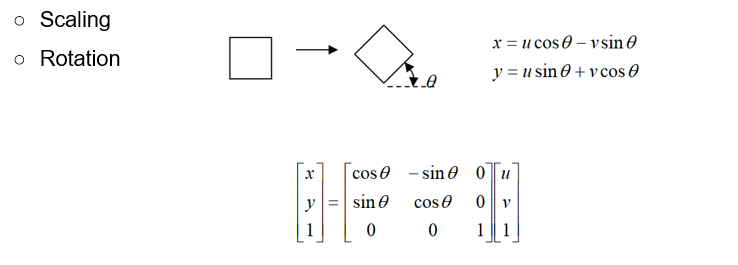 ○ Scaling
○ Rotation
θ
x = u cos θ – v sin θ
y = u sin θ + v cos θ
[x] = [cos θ – sin θ 0] [u]
[y] = [sin θ cos θ 0] [v]
[1] = [0 0 1] [1]